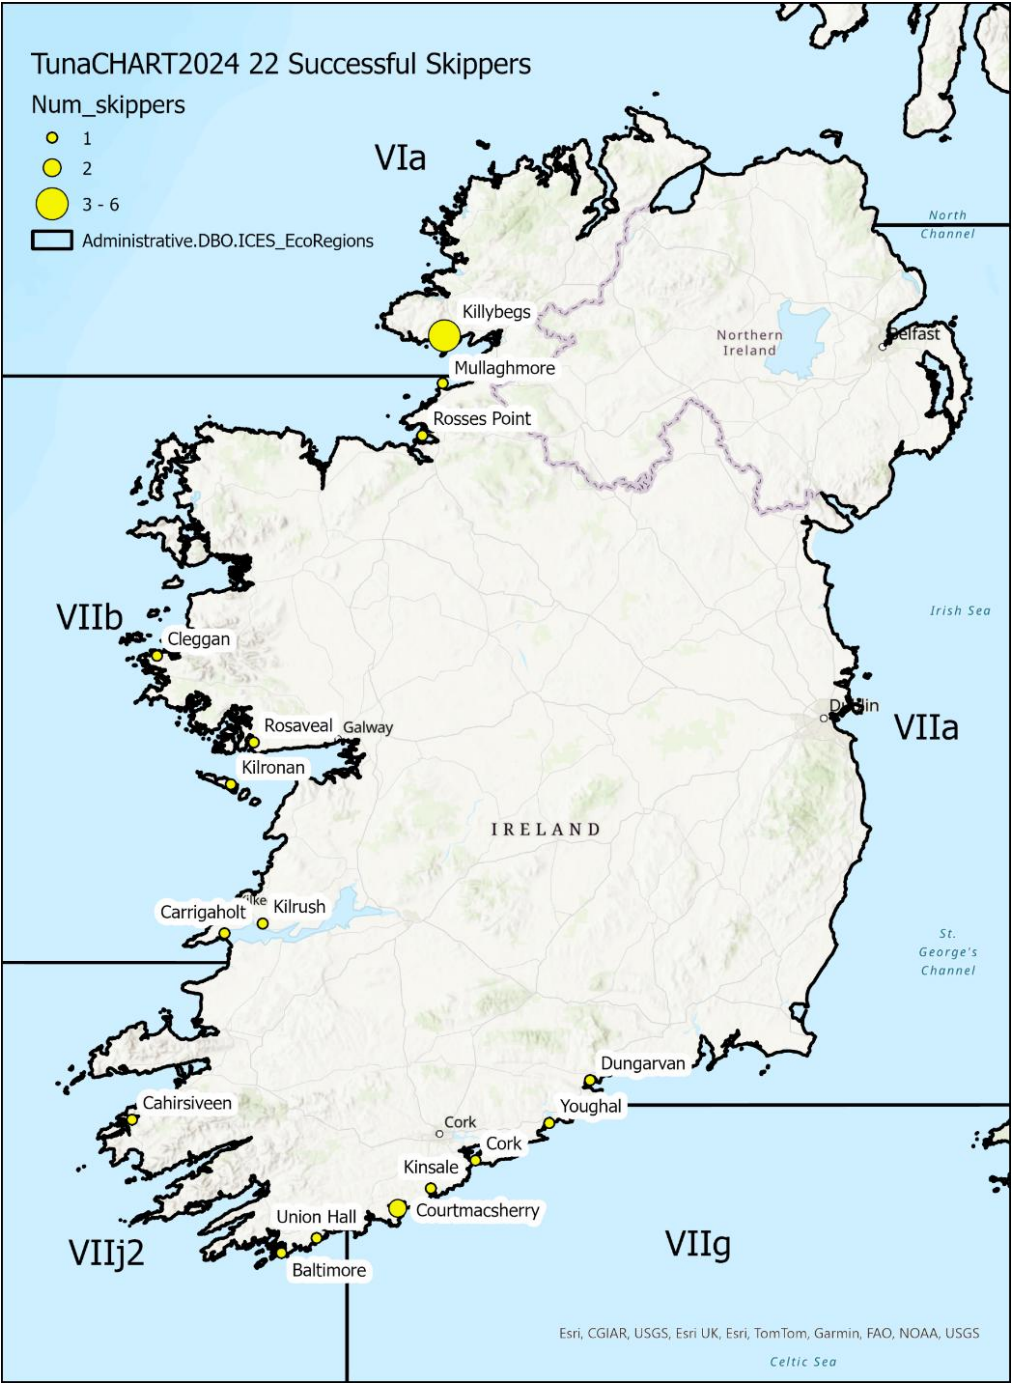 TunaCHART2024 22 Successful Skippers
Num_skippers
1
2
3 - 6
Administrative.DBO.ICES_EcoRegions
VIa
North
Channel
Killybegs
Northern
Ireland
Belfast
Mullaghmore
Rosses Point
VIIb
Irish Sea
Cleggan
Dublin
VIIa
Rosaveal
Galway
Kilronan
IRELAND
Kilrush
Carrigaholt
St.
George's
Channel
Dungarvan
Cahirsiveen
Youghal
Cork
Cork
Kinsale
Courtmacsherry
Union Hall
VIIj2
VIIg
Baltimore
Esri, CGIAR, USGS, Esri UK, Esri, TomTom, Garmin, FAO, NOAA, USGS
Celtic Sea